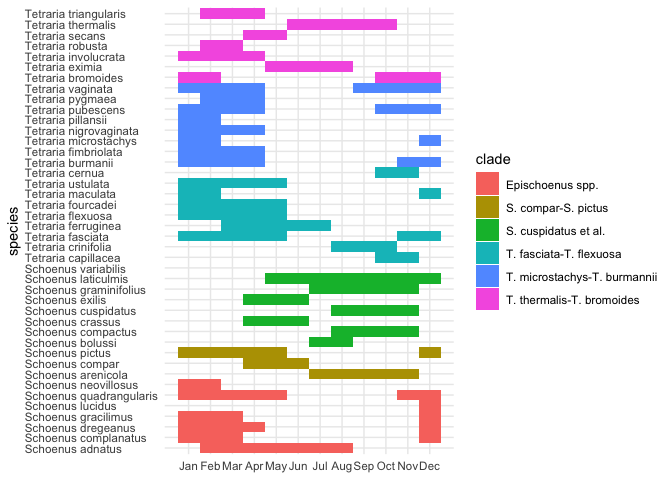 species
Tetraria triangularis
Tetraria thermalis
Tetraria secans
Tetraria robusta
Tetraria involucrata
Tetraria eximia
Tetraria bromoides
Tetraria vaginata
Tetraria pygmaea
Tetraria pubescens
Tetraria pillansii
Tetraria nigrovaginata
Tetraria microstachys
Tetraria fimbriolata
Tetraria burmanii
Tetraria cernua
Tetraria ustulata
Tetraria maculata
Tetraria fourcadei
Tetraria flexuosa
Tetraria ferruginea
Tetraria fasciata
Tetraria crinifolia
Tetraria capillacea
Schoenus variabilis
Schoenus laticulmis
Schoenus graminifolius
Schoenus exilis
Schoenus cuspidatus
Schoenus crassus
Schoenus compactus
Schoenus bolussi
Schoenus pictus
Schoenus compar
Schoenus arenicola
Schoenus neovillosus
Schoenus quadrangularis
Schoenus lucidus
Schoenus gracilimus
Schoenus dregeanus
Schoenus complanatus
Schoenus adnatus
Jan Feb Mar Apr May Jun Jul Aug Sep Oct Nov Dec
clade
Epischoenus spp.
S. compar-S. pictus
S. cuspidatus et al.
T. fasciata-T. flexuosa
T. microstachys-T. burmannii
T. thermalis-T. bromoides